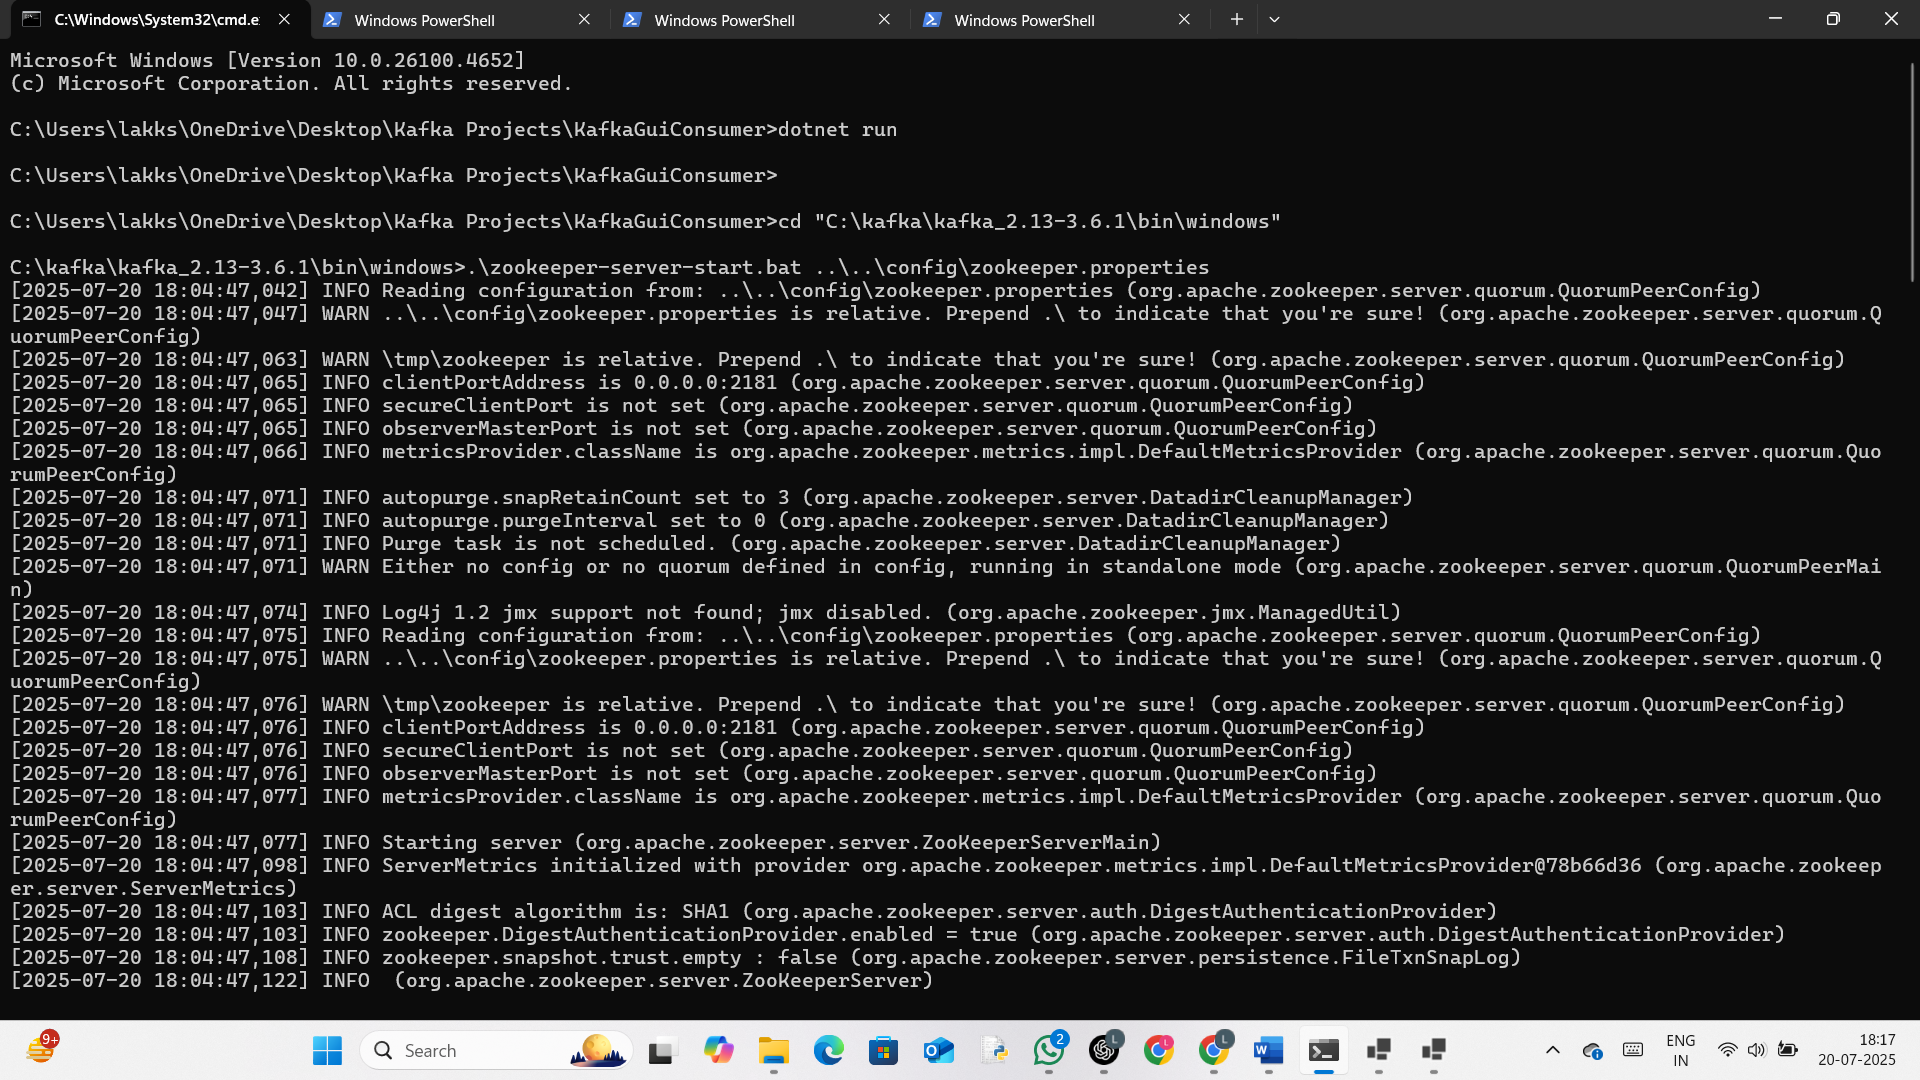 C:\Windows\System32\cmd.e
Windows PowerShell
Windows PowerShell
Windows PowerShell
Microsoft Windows [Version 10.0.26100.4652]
(c) Microsoft Corporation. All rights reserved.
C:\Users\lakks\OneDrive\Desktop\Kafka Projects\KafkaGuiConsumer>dotnet run
C:\Users\lakks\OneDrive\Desktop\Kafka Projects\KafkaGuiConsumer>
C:\Users\lakks\OneDrive\Desktop\Kafka Projects\KafkaGuiConsumer>cd "C:\kafka\kafka_2.13-3.6.1\bin\windows"
C:\kafka\kafka_2.13-3.6.1\bin\windows>.\zookeeper-server-start.bat ..\..\config\zookeeper.properties
[2025-07-20 18:04:47,042] INFO Reading configuration from: ..\..\config\zookeeper.properties (org.apache.zookeeper.server.quorum.QuorumPeerConfig)
[2025-07-20 18:04:47,047] WARN ..\..\config\zookeeper.properties is relative. Prepend .\ to indicate that you're sure! (org.apache.zookeeper.server.quorum.Q
uorumPeerConfig)
[2025-07-20 18:04:47,063] WARN \tmp\zookeeper is relative. Prepend .\ to indicate that you're sure! (org.apache.zookeeper.server.quorum.QuorumPeerConfig)
[2025-07-20 18:04:47,065] INFO clientPortAddress is 0.0.0.0:2181 (org.apache.zookeeper.server.quorum.QuorumPeerConfig)
[2025-07-20 18:04:47,065] INFO secureClientPort is not set (org.apache.zookeeper.server.quorum.QuorumPeerConfig)
[2025-07-20 18:04:47,065] INFO observerMasterPort is not set (org.apache.zookeeper.server.quorum.QuorumPeerConfig)
[2025-07-20 18:04:47,066] INFO metricsProvider.className is org.apache.zookeeper.metrics.impl.DefaultMetricsProvider (org.apache.zookeeper.server.quorum.Quo
rumPeerConfig)
[2025-07-20 18:04:47,071] INFO autopurge.snapRetainCount set to 3 (org.apache.zookeeper.server.DatadirCleanupManager)
[2025-07-20 18:04:47,071] INFO autopurge.purgeInterval set to 0 (org.apache.zookeeper.server.DatadirCleanupManager)
[2025-07-20 18:04:47,071] INFO Purge task is not scheduled. (org.apache.zookeeper.server.DatadirCleanupManager)
[2025-07-20 18:04:47,071] WARN Either no config or no quorum defined in config, running in standalone mode (org.apache.zookeeper.server.quorum.QuorumPeerMai
n)
[2025-07-20 18:04:47,074] INFO Log4j 1.2 jmx support not found; jmx disabled. (org.apache.zookeeper.jmx.ManagedUtil)
[2025-07-20 18:04:47,075] INFO Reading configuration from: ..\..\config\zookeeper.properties (org.apache.zookeeper.server.quorum.QuorumPeerConfig)
[2025-07-20 18:04:47,075] WARN ..\..\config\zookeeper.properties is relative. Prepend .\ to indicate that you're sure! (org.apache.zookeeper.server.quorum.Q
uorumPeerConfig)
[2025-07-20 18:04:47,076] WARN \tmp\zookeeper is relative. Prepend .\ to indicate that you're sure! (org.apache.zookeeper.server.quorum.QuorumPeerConfig)
[2025-07-20 18:04:47,076] INFO clientPortAddress is 0.0.0.0:2181 (org.apache.zookeeper.server.quorum.QuorumPeerConfig)
[2025-07-20 18:04:47,076] INFO secureClientPort is not set (org.apache.zookeeper.server.quorum.QuorumPeerConfig)
[2025-07-20 18:04:47,076] INFO observerMasterPort is not set (org.apache.zookeeper.server.quorum.QuorumPeerConfig)
[2025-07-20 18:04:47,077] INFO metricsProvider.className is org.apache.zookeeper.metrics.impl.DefaultMetricsProvider (org.apache.zookeeper.server.quorum.Quo
rumPeerConfig)
[2025-07-20 18:04:47,077] INFO Starting server (org.apache.zookeeper.server.ZooKeeperServerMain)
[2025-07-20 18:04:47,098] INFO ServerMetrics initialized with provider org.apache.zookeeper.metrics.impl.DefaultMetricsProvider@78b66d36 (org.apache.zookeep
er.server.ServerMetrics)
[2025-07-20 18:04:47,103] INFO ACL digest algorithm is: SHA1 (org.apache.zookeeper.server.auth.DigestAuthenticationProvider)
[2025-07-20 18:04:47,103] INFO zookeeper.DigestAuthenticationProvider.enabled = true (org.apache.zookeeper.server.auth.DigestAuthenticationProvider)
[2025-07-20 18:04:47,108] INFO zookeeper.snapshot.trust.empty : false (org.apache.zookeeper.server.persistence.FileTxnSnapLog)
[2025-07-20 18:04:47,122] INFO  (org.apache.zookeeper.server.ZooKeeperServer)
9+
Search
2
L
L
L
ENG
IN
18:17
20-07-2025